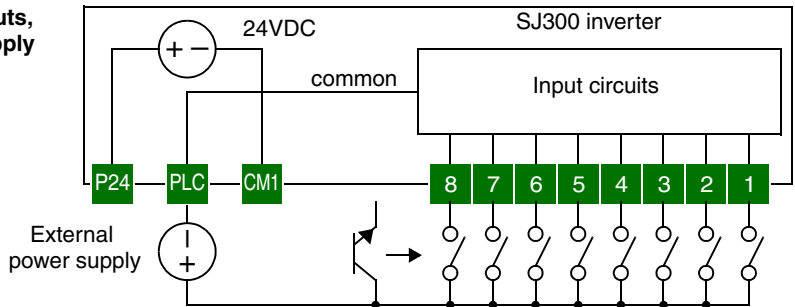 uts,
pply
24VDC
SJ300 inverter
+ −
common
Input circuits
P24 PLC CM1 8 7 6 5 4 3 2 1
External
power supply
−
+